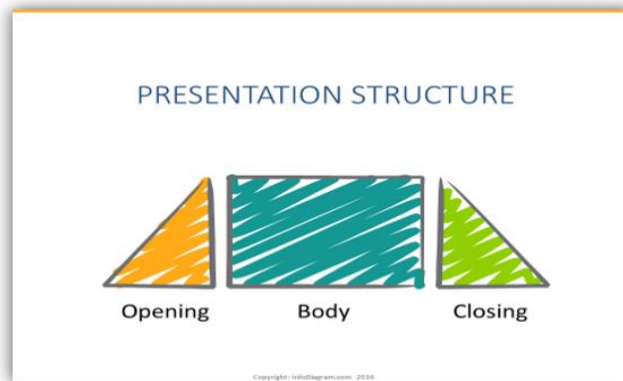 PRESENTATION STRUCTURE
Opening Body Closing
Copyright: infoDiagram.com 2016